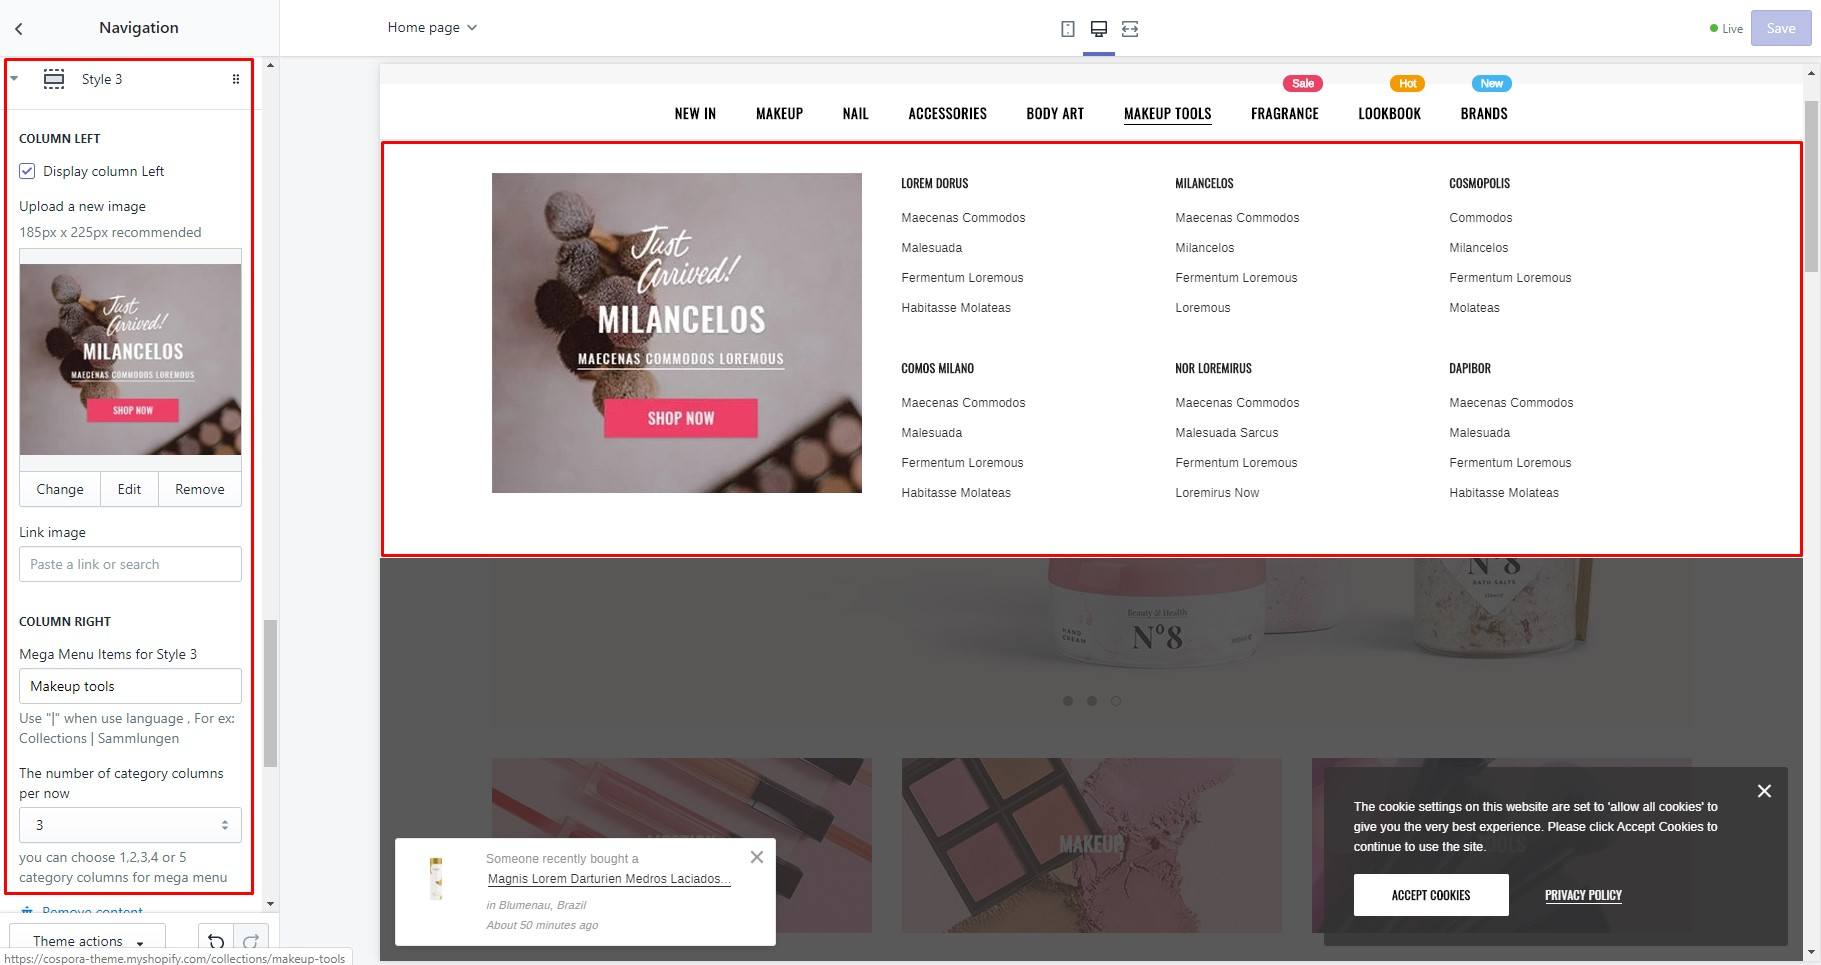 Navigation
Home page
Live
Save
Style 3
COLUMN LEFT
Display column Left
Upload a new image
185px x 225px recommended
Just
Arrived!
MILANCELOS
MAECENAS COMMODOS LOREMOUS
SHOP NOW
Change
Edit
Remove
Link image
Paste a link or search
COLUMN RIGHT
Mega Menu Items for Style 3
Makeup tools
Use "|" when use language , For ex:
Collections | Sammlungen
The number of category columns
per now
3
you can choose 1,2,3,4 or 5
category columns for mega menu
Remove content
Theme actions
https://cospora-theme.myshopify.com/collections/makeup-tools
Sale
Hot
New
NEW IN
MAKEUP
NAIL
ACCESSORIES
BODY ART
MAKEUP TOOLS
FRAGRANCE
LOOKBOOK
BRANDS
Just
Arrived!
MILANCELOS
MAECENAS COMMODOS LOREMOUS
SHOP NOW
LOREM DORUS
Maecenas Commodos
Malesuada
Fermentum Loremous
Habitasse Molateas
MILANCELOS
Maecenas Commodos
Milancelos
Fermentum Loremous
Loremous
COSMOPOLIS
Commodos
Milancelos
Fermentum Loremous
Molateas
COMOS MILANO
Maecenas Commodos
Malesuada
Fermentum Loremous
Habitasse Molateas
NOR LOREMIRUS
Maecenas Commodos
Malesuada Sarcus
Fermentum Loremous
Loremirus Now
DAPIBOR
Maecenas Commodos
Malesuada
Fermentum Loremous
Habitasse Molateas
Beauty & Health
HAND
CREAM
Nº8
Nº8
BATH SALTS
MAKEUP
Someone recently bought a
Magnis Lorem Darturien Medros Laciados...
in Blumenau, Brazil
About 50 minutes ago
The cookie settings on this website are set to 'allow all cookies' to
give you the very best experience. Please click Accept Cookies to
continue to use the site.
ACCEPT COOKIES
PRIVACY POLICY